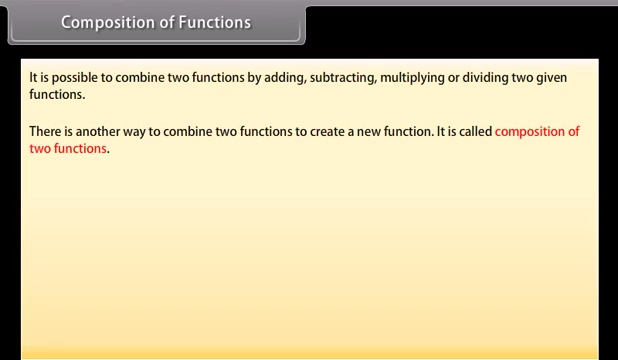 Composition of Functions
It is possible to combine two functions by adding, subtracting, multiplying or dividing two given
functions.
There is another way to combine two functions to create a new function. It is called composition of
two functions.